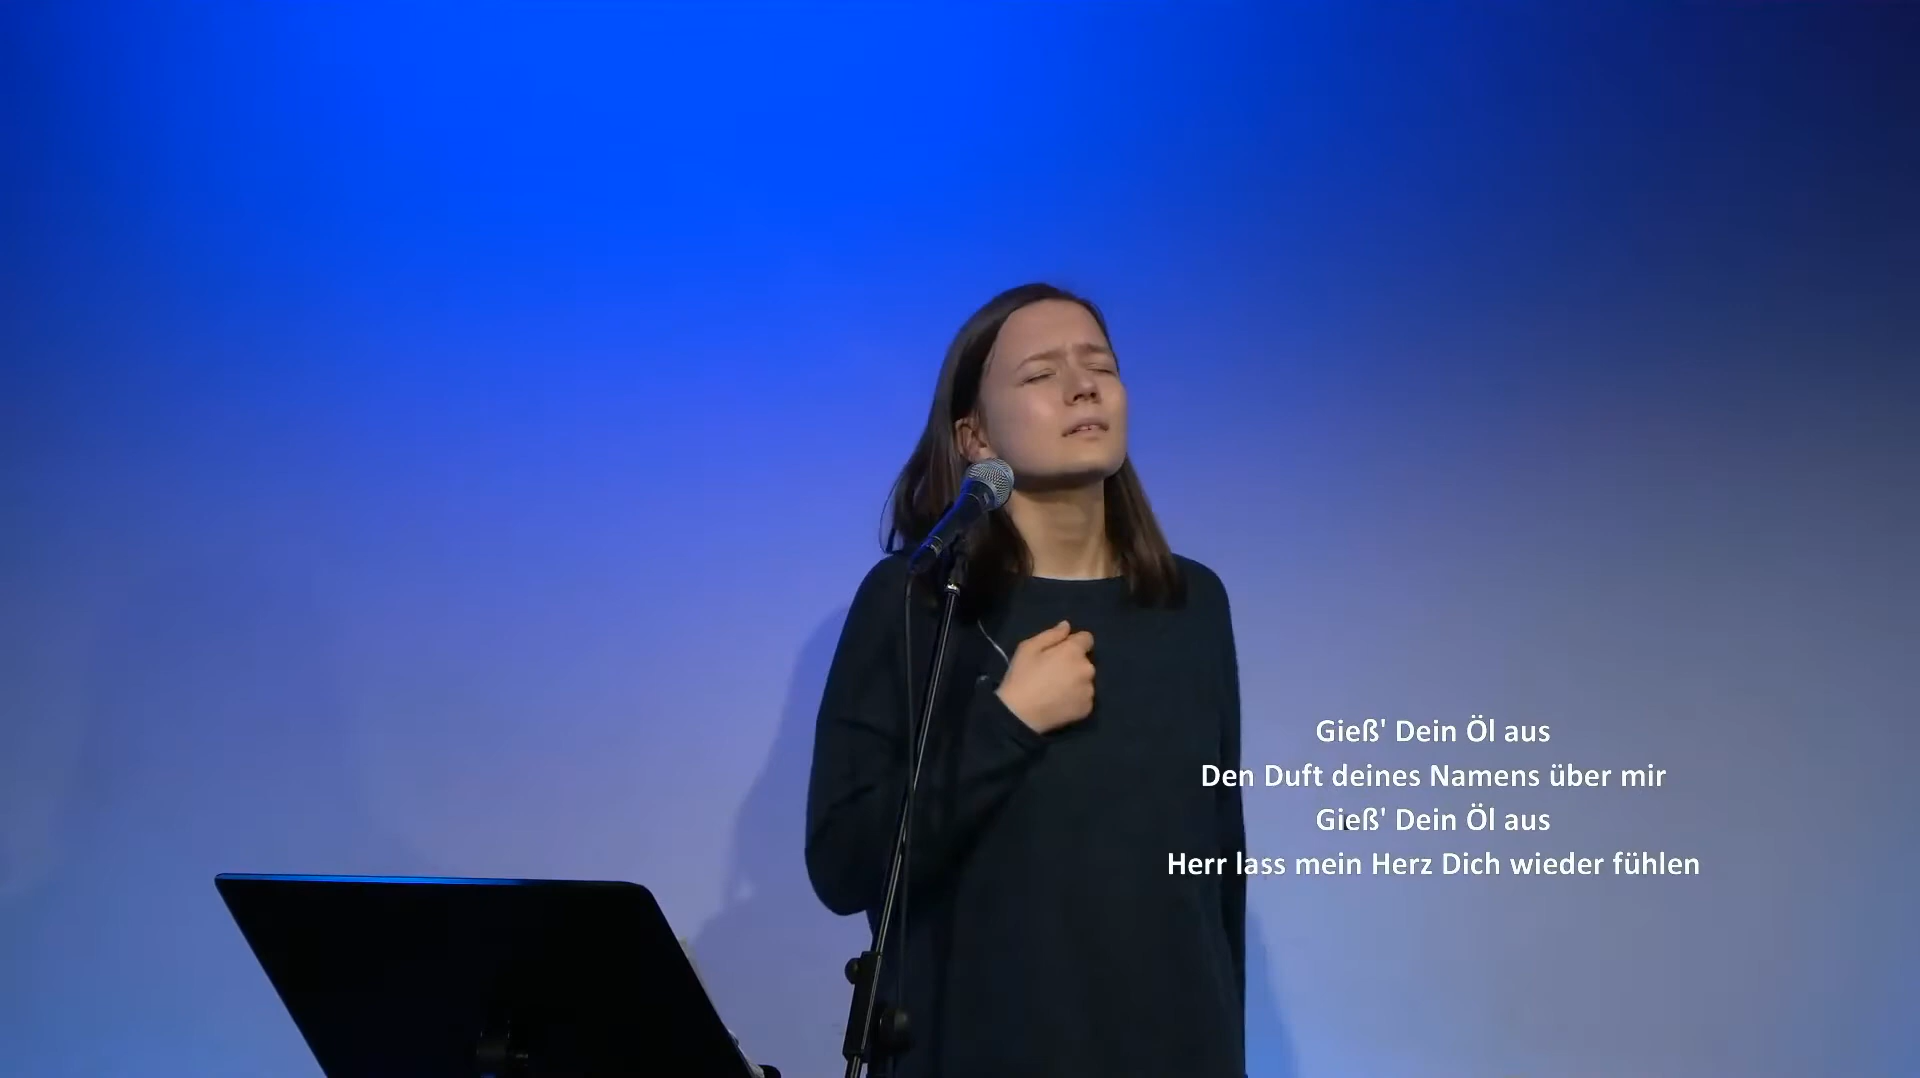 Gieß' Dein Öl aus
Den Duft deines Namens über mir
Gieß' Dein Öl aus
Herr lass mein Herz Dich wieder fühlen